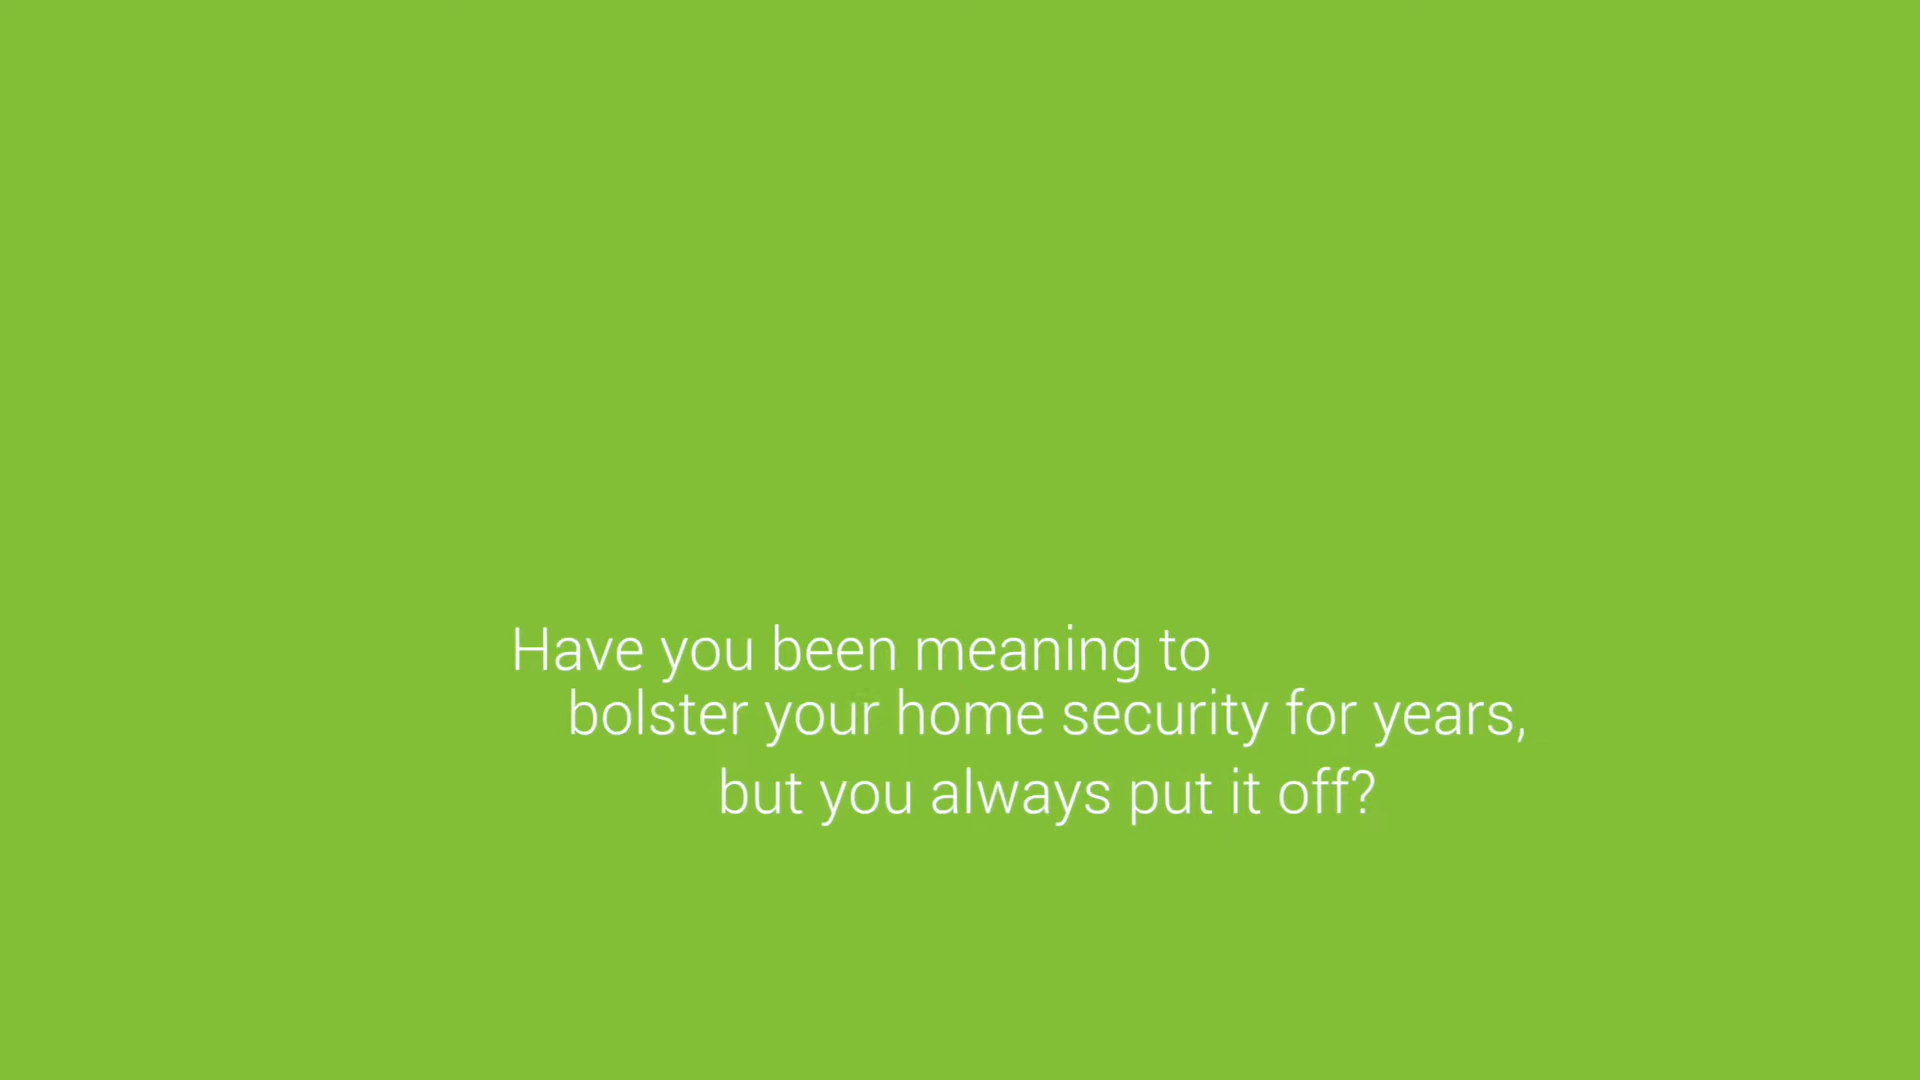 Have you been meaning to
bolster your home security for years,
but you always put it off?